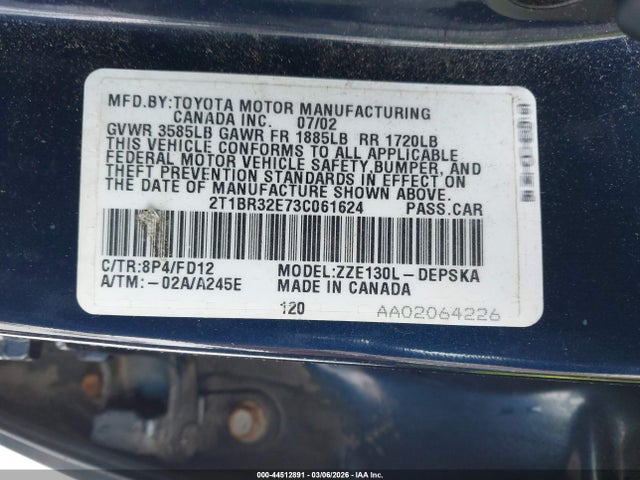 MFD.BY:TOYOTA MOTOR MANUFACTURING
CANADA INC. 07/02
GVWR 3585LB GAWR FR 1885LB RR 1720LB
THIS VEHICLE CONFORMS TO ALL APPLICABLE
FEDERAL MOTOR VEHICLE SAFETY,BUMPER, AND
THEFT PREVENTION STANDARDS IN EFFECT ON
THE DATE OF MANUFACTURE SHOWN ABOVE.
2T1BR32E73C061624 PASS.CAR
C/TR:8P4/FD12 MODEL:ZZE130L-DEPSKA
A/TM:-02A/A245E MADE IN CANADA
120 AA02064226
000-44512891 | 03/06/2026 | IAA Inc.